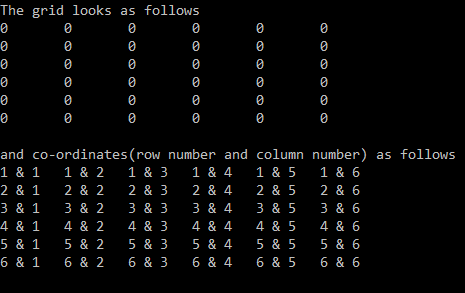 The grid looks as follows
0 0 0 0 0 0
0 0 0 0 0 0
0 0 0 0 0 0
0 0 0 0 0 0
0 0 0 0 0 0
0 0 0 0 0 0
and co-ordinates(row number and column number) as follows
1 & 1 1 & 2 1 & 3 1 & 4 1 & 5 1 & 6
2 & 1 2 & 2 2 & 3 2 & 4 2 & 5 2 & 6
3 & 1 3 & 2 3 & 3 3 & 4 3 & 5 3 & 6
4 & 1 4 & 2 4 & 3 4 & 4 4 & 5 4 & 6
5 & 1 5 & 2 5 & 3 5 & 4 5 & 5 5 & 6
6 & 1 6 & 2 6 & 3 6 & 4 6 & 5 6 & 6